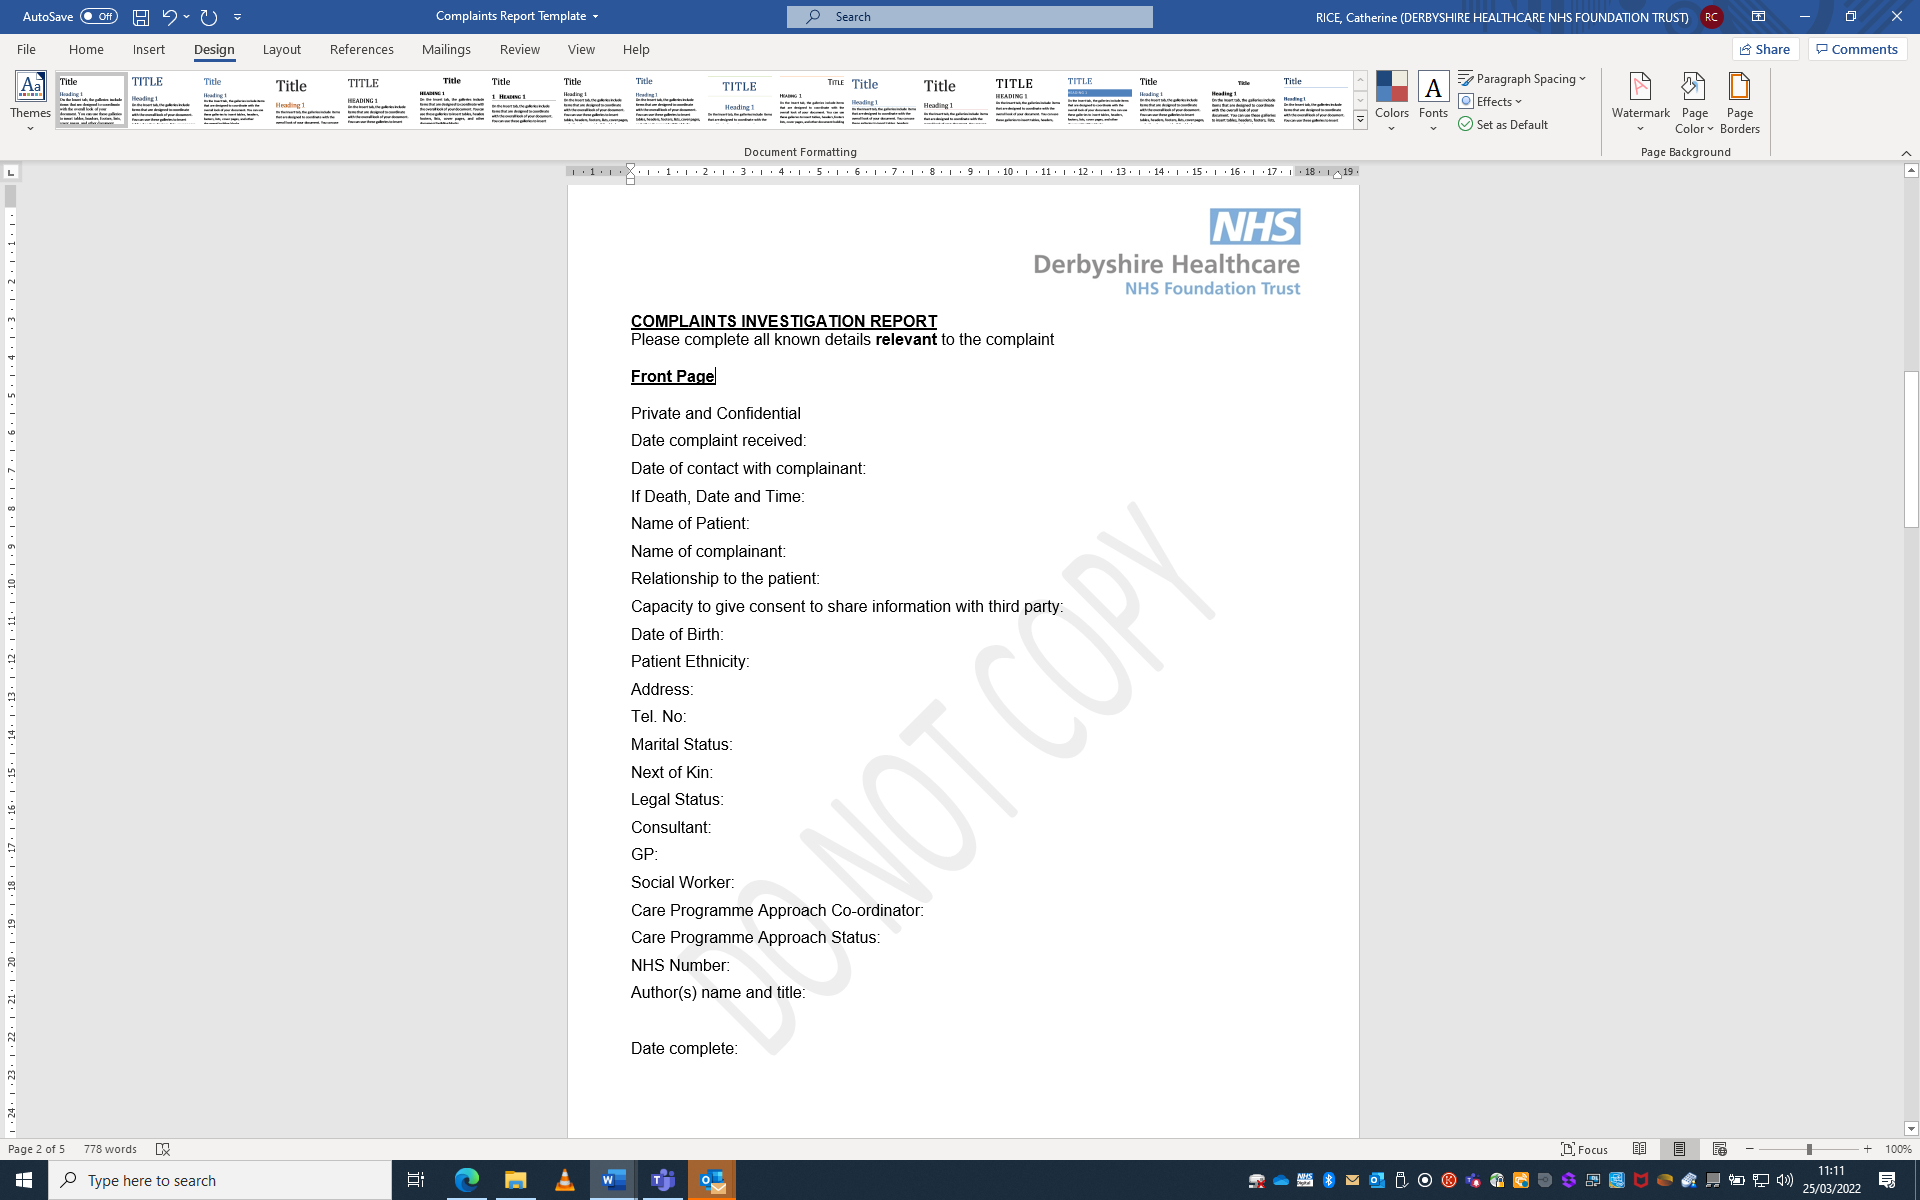 AutoSave Off
Complaints Report Template
Search
RICE, Catherine (DERBYSHIRE HEALTHCARE NHS FOUNDATION TRUST) RC
File Home Insert Design Layout References Mailings Review View Help
Share Comments
Themes
Colors
Fonts
Paragraph Spacing
Effects
Set as Default
Watermark
Page Color
Page Borders
Document Formatting
Page Background
NHS
Derbyshire Healthcare
NHS Foundation Trust
COMPLAINTS INVESTIGATION REPORT
Please complete all known details relevant to the complaint
Front Page
Private and Confidential
Date complaint received:
Date of contact with complainant:
If Death, Date and Time:
Name of Patient:
Name of complainant:
Relationship to the patient:
Capacity to give consent to share information with third party:
Date of Birth:
Patient Ethnicity:
Address:
Tel. No:
Marital Status:
Next of Kin:
Legal Status:
Consultant:
GP:
Social Worker:
Care Programme Approach Co-ordinator:
Care Programme Approach Status:
NHS Number:
Author(s) name and title:
Date complete:
DO NOT COPY
Page 2 of 5 778 words
Focus
100%
Type here to search
11:11
25/03/2022